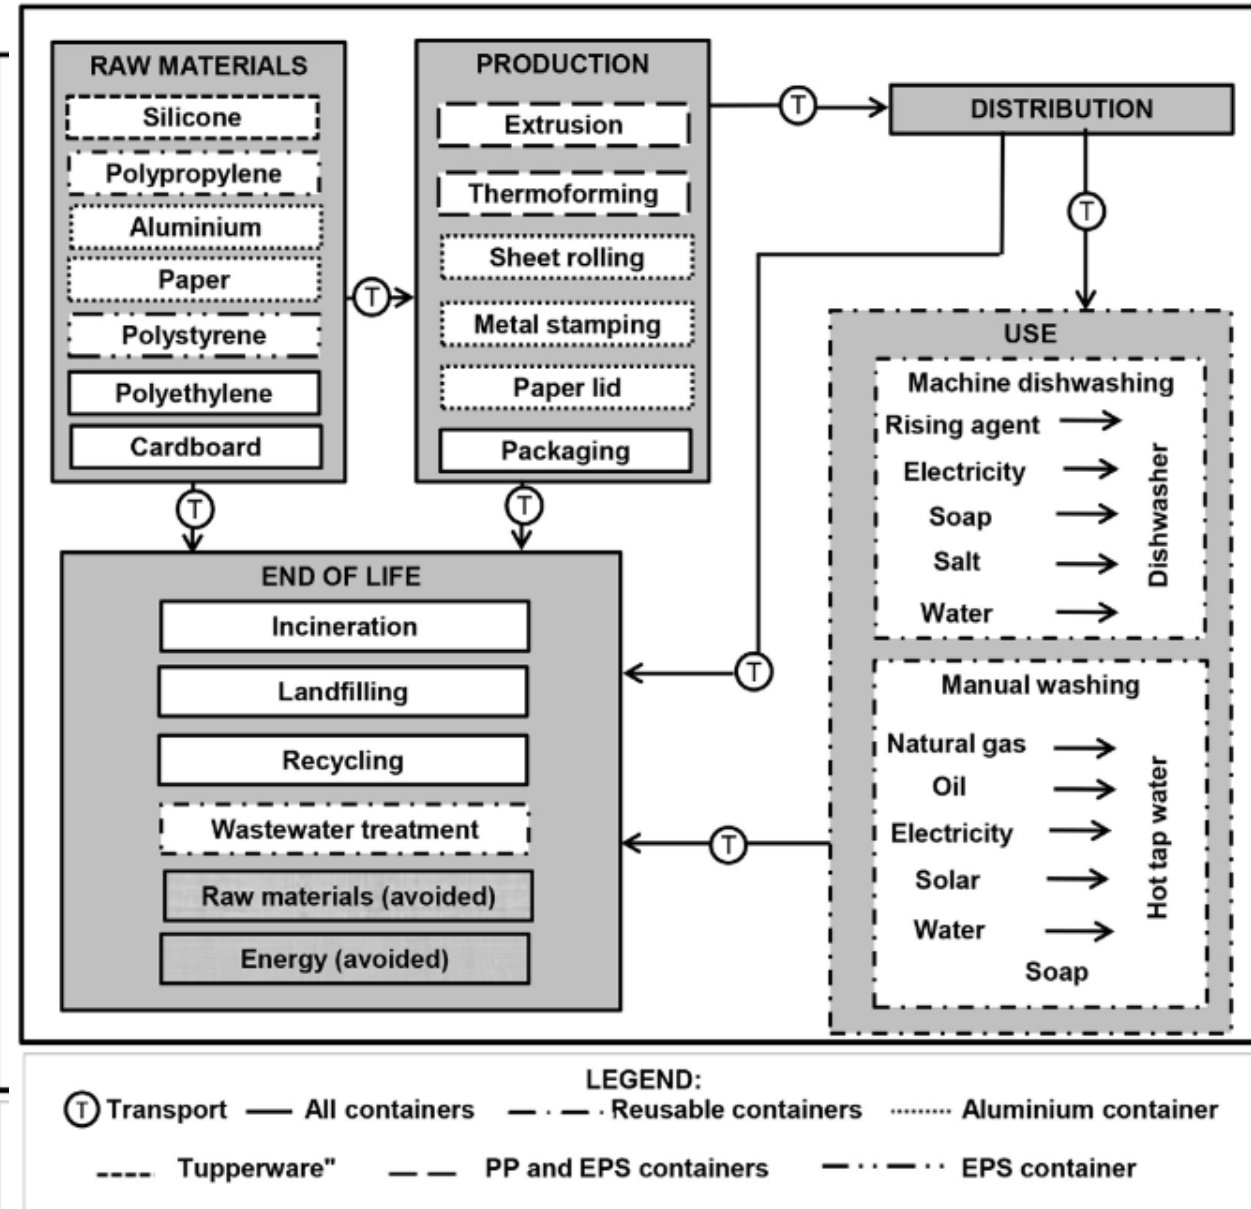 RAW MATERIALS
Silicone
Polypropylene
Aluminium
Paper
Polystyrene
Polyethylene
Cardboard
T
PRODUCTION
Extrusion
Thermoforming
Sheet rolling
Metal stamping
Paper lid
Packaging
T
DISTRIBUTION
T
T
T
END OF LIFE
Incineration
Landfilling
Recycling
Wastewater treatment
Raw materials (avoided)
Energy (avoided)
T
T
USE
Machine dishwashing
Rising agent
Electricity
Soap
Salt
Water
Dishwasher
Manual washing
Natural gas
Oil
Electricity
Solar
Water
Soap
Hot tap water
LEGEND:
T Transport All containers Reusable containers Aluminium container
Tupperware" PP and EPS containers EPS container